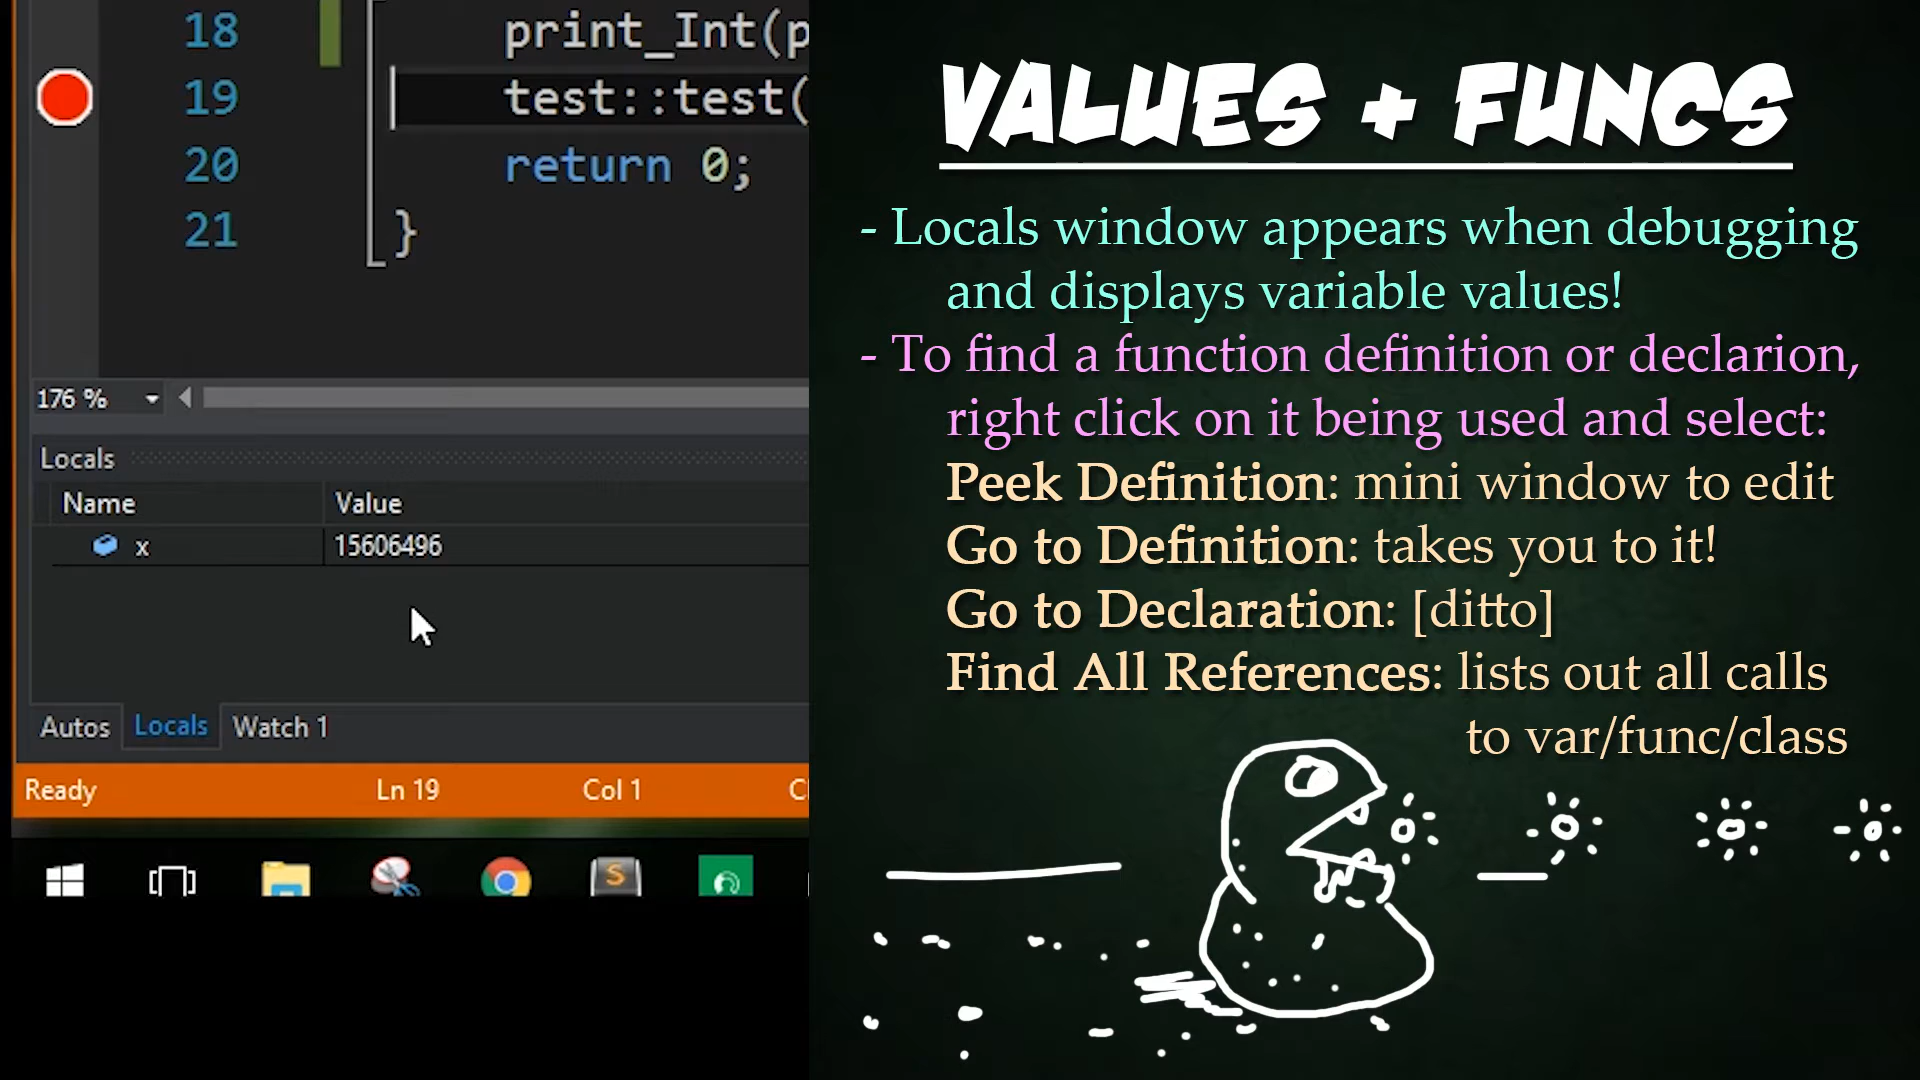 18 print_Int(p
19 test::test(
20 return 0;
21 }
176 %
Locals
Name Value
x 15606496
Autos Locals Watch 1
Ready Ln 19 Col 1 C
S
VALUES + FUNCS
- Locals window appears when debugging
and displays variable values!
- To find a function definition or declarion,
right click on it being used and select:
Peek Definition: mini window to edit
Go to Definition: takes you to it!
Go to Declaration: [ditto]
Find All References: lists out all calls
to var/func/class